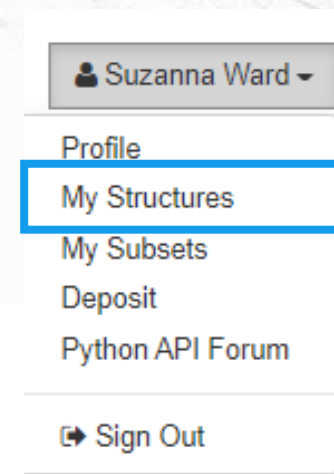 Suzanna Ward
Profile
My Structures
My Subsets
Deposit
Python API Forum
Sign Out